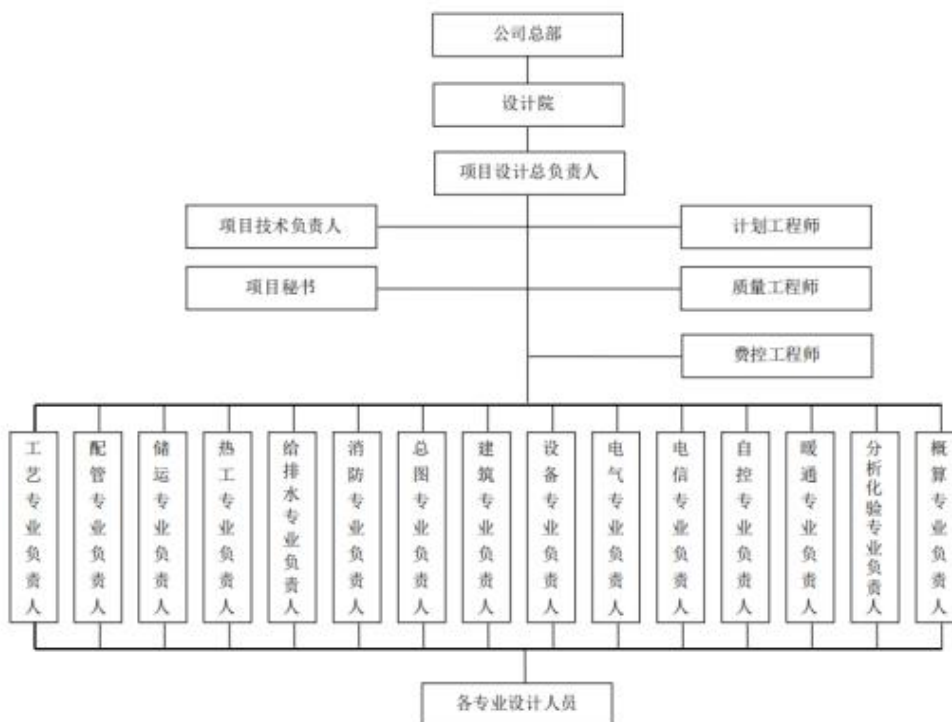 公司总部
设计院
项目设计总负责人
项目技术负责人
计划工程师
项目秘书
质量工程师
费控工程师
工艺专业负责人
配管专业负责人
储运专业负责人
热工专业负责人
给排水专业负责人
消防专业负责人
总图专业负责人
建筑专业负责人
设备专业负责人
电气专业负责人
电信专业负责人
自控专业负责人
暖通专业负责人
分析化验专业负责人
概算专业负责人
各专业设计人员